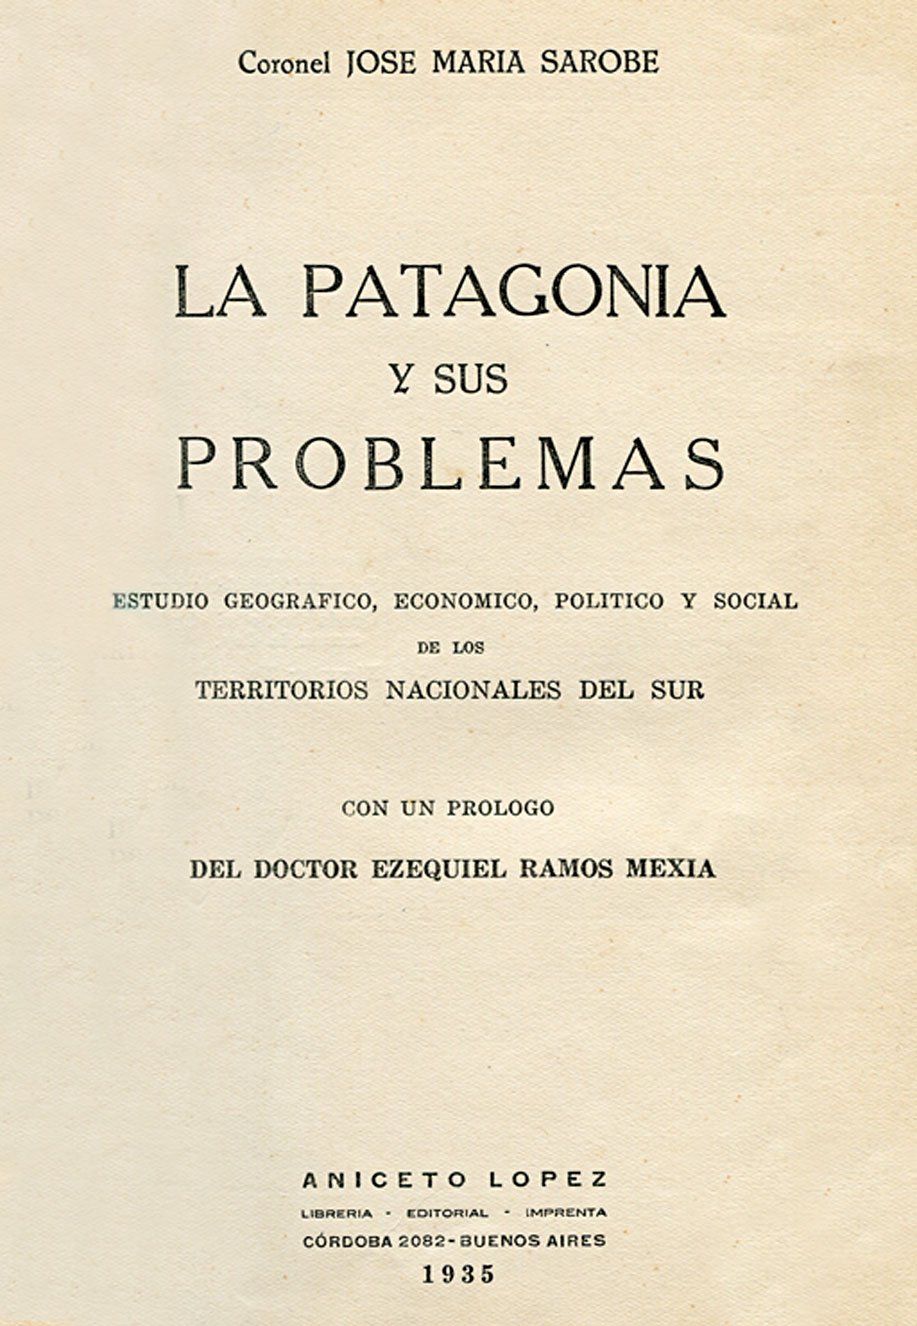 Coronel JOSE MARIA SAROBE
LA PATAGONIA
Y SUS
PROBLEMAS
ESTUDIO GEOGRAFICO, ECONOMICO, POLITICO Y SOCIAL
DE LOS
TERRITORIOS NACIONALES DEL SUR
CON UN PROLOGO
DEL DOCTOR EZEQUIEL RAMOS MEXIA
ANICETO LOPEZ
LIBRERIA - EDITORIAL - IMPRENTA
CÓRDOBA 2082-BUENOS AIRES
1935